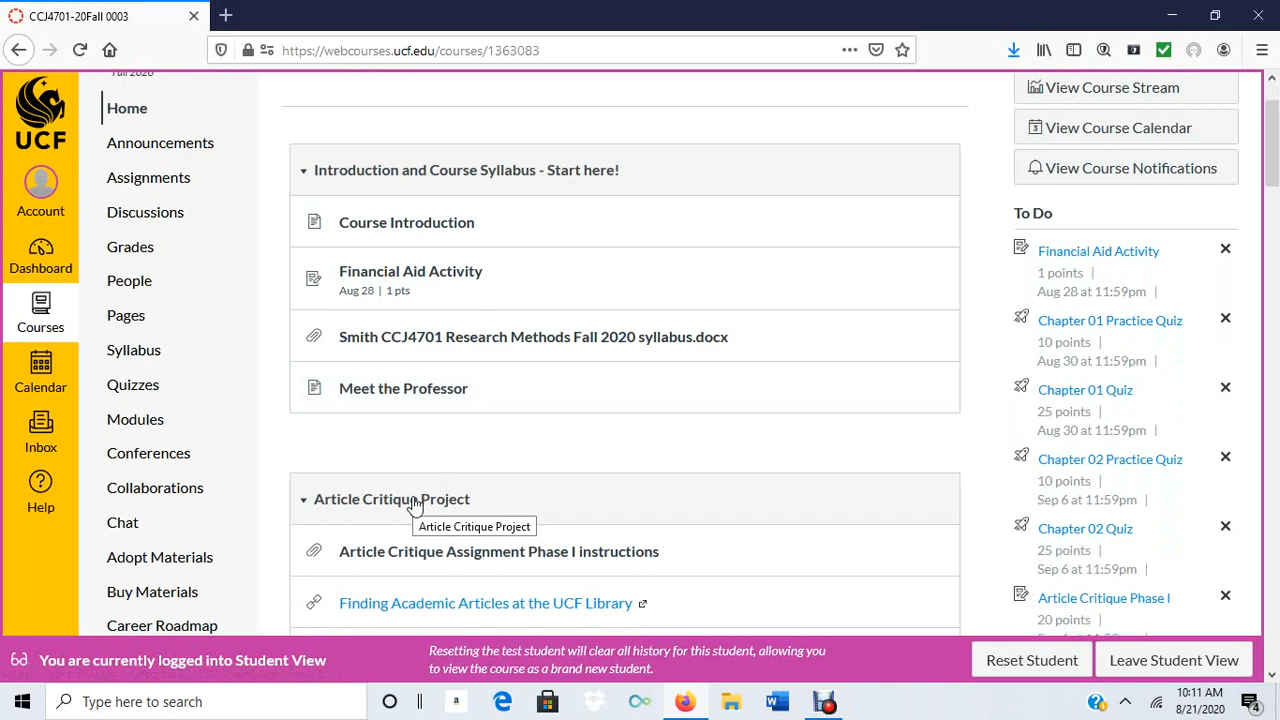 CCJ4701-20Fall 0003
https://webcourses.ucf.edu/courses/1363083
UCF
Account
Dashboard
Courses
Calendar
Inbox
Help
Fall 2020
Home
Announcements
Assignments
Discussions
Grades
People
Pages
Syllabus
Quizzes
Modules
Conferences
Collaborations
Chat
Adopt Materials
Buy Materials
Career Roadmap
Introduction and Course Syllabus - Start here!
Course Introduction
Financial Aid Activity
Aug 28 | 1 pts
Smith CCJ4701 Research Methods Fall 2020 syllabus.docx
Meet the Professor
Article Critique Project
Article Critique Project
Article Critique Assignment Phase I instructions
Finding Academic Articles at the UCF Library
View Course Stream
View Course Calendar
View Course Notifications
To Do
Financial Aid Activity
1 points |
Aug 28 at 11:59pm |
Chapter 01 Practice Quiz
10 points |
Aug 30 at 11:59pm |
Chapter 01 Quiz
25 points |
Aug 30 at 11:59pm |
Chapter 02 Practice Quiz
10 points |
Sep 6 at 11:59pm |
Chapter 02 Quiz
25 points |
Sep 6 at 11:59pm |
Article Critique Phase I
20 points |
Sep 6 at 11:59pm |
You are currently logged into Student View
Resetting the test student will clear all history for this student, allowing you
to view the course as a brand new student.
Reset Student
Leave Student View
Type here to search
a
10:11 AM
8/21/2020
4